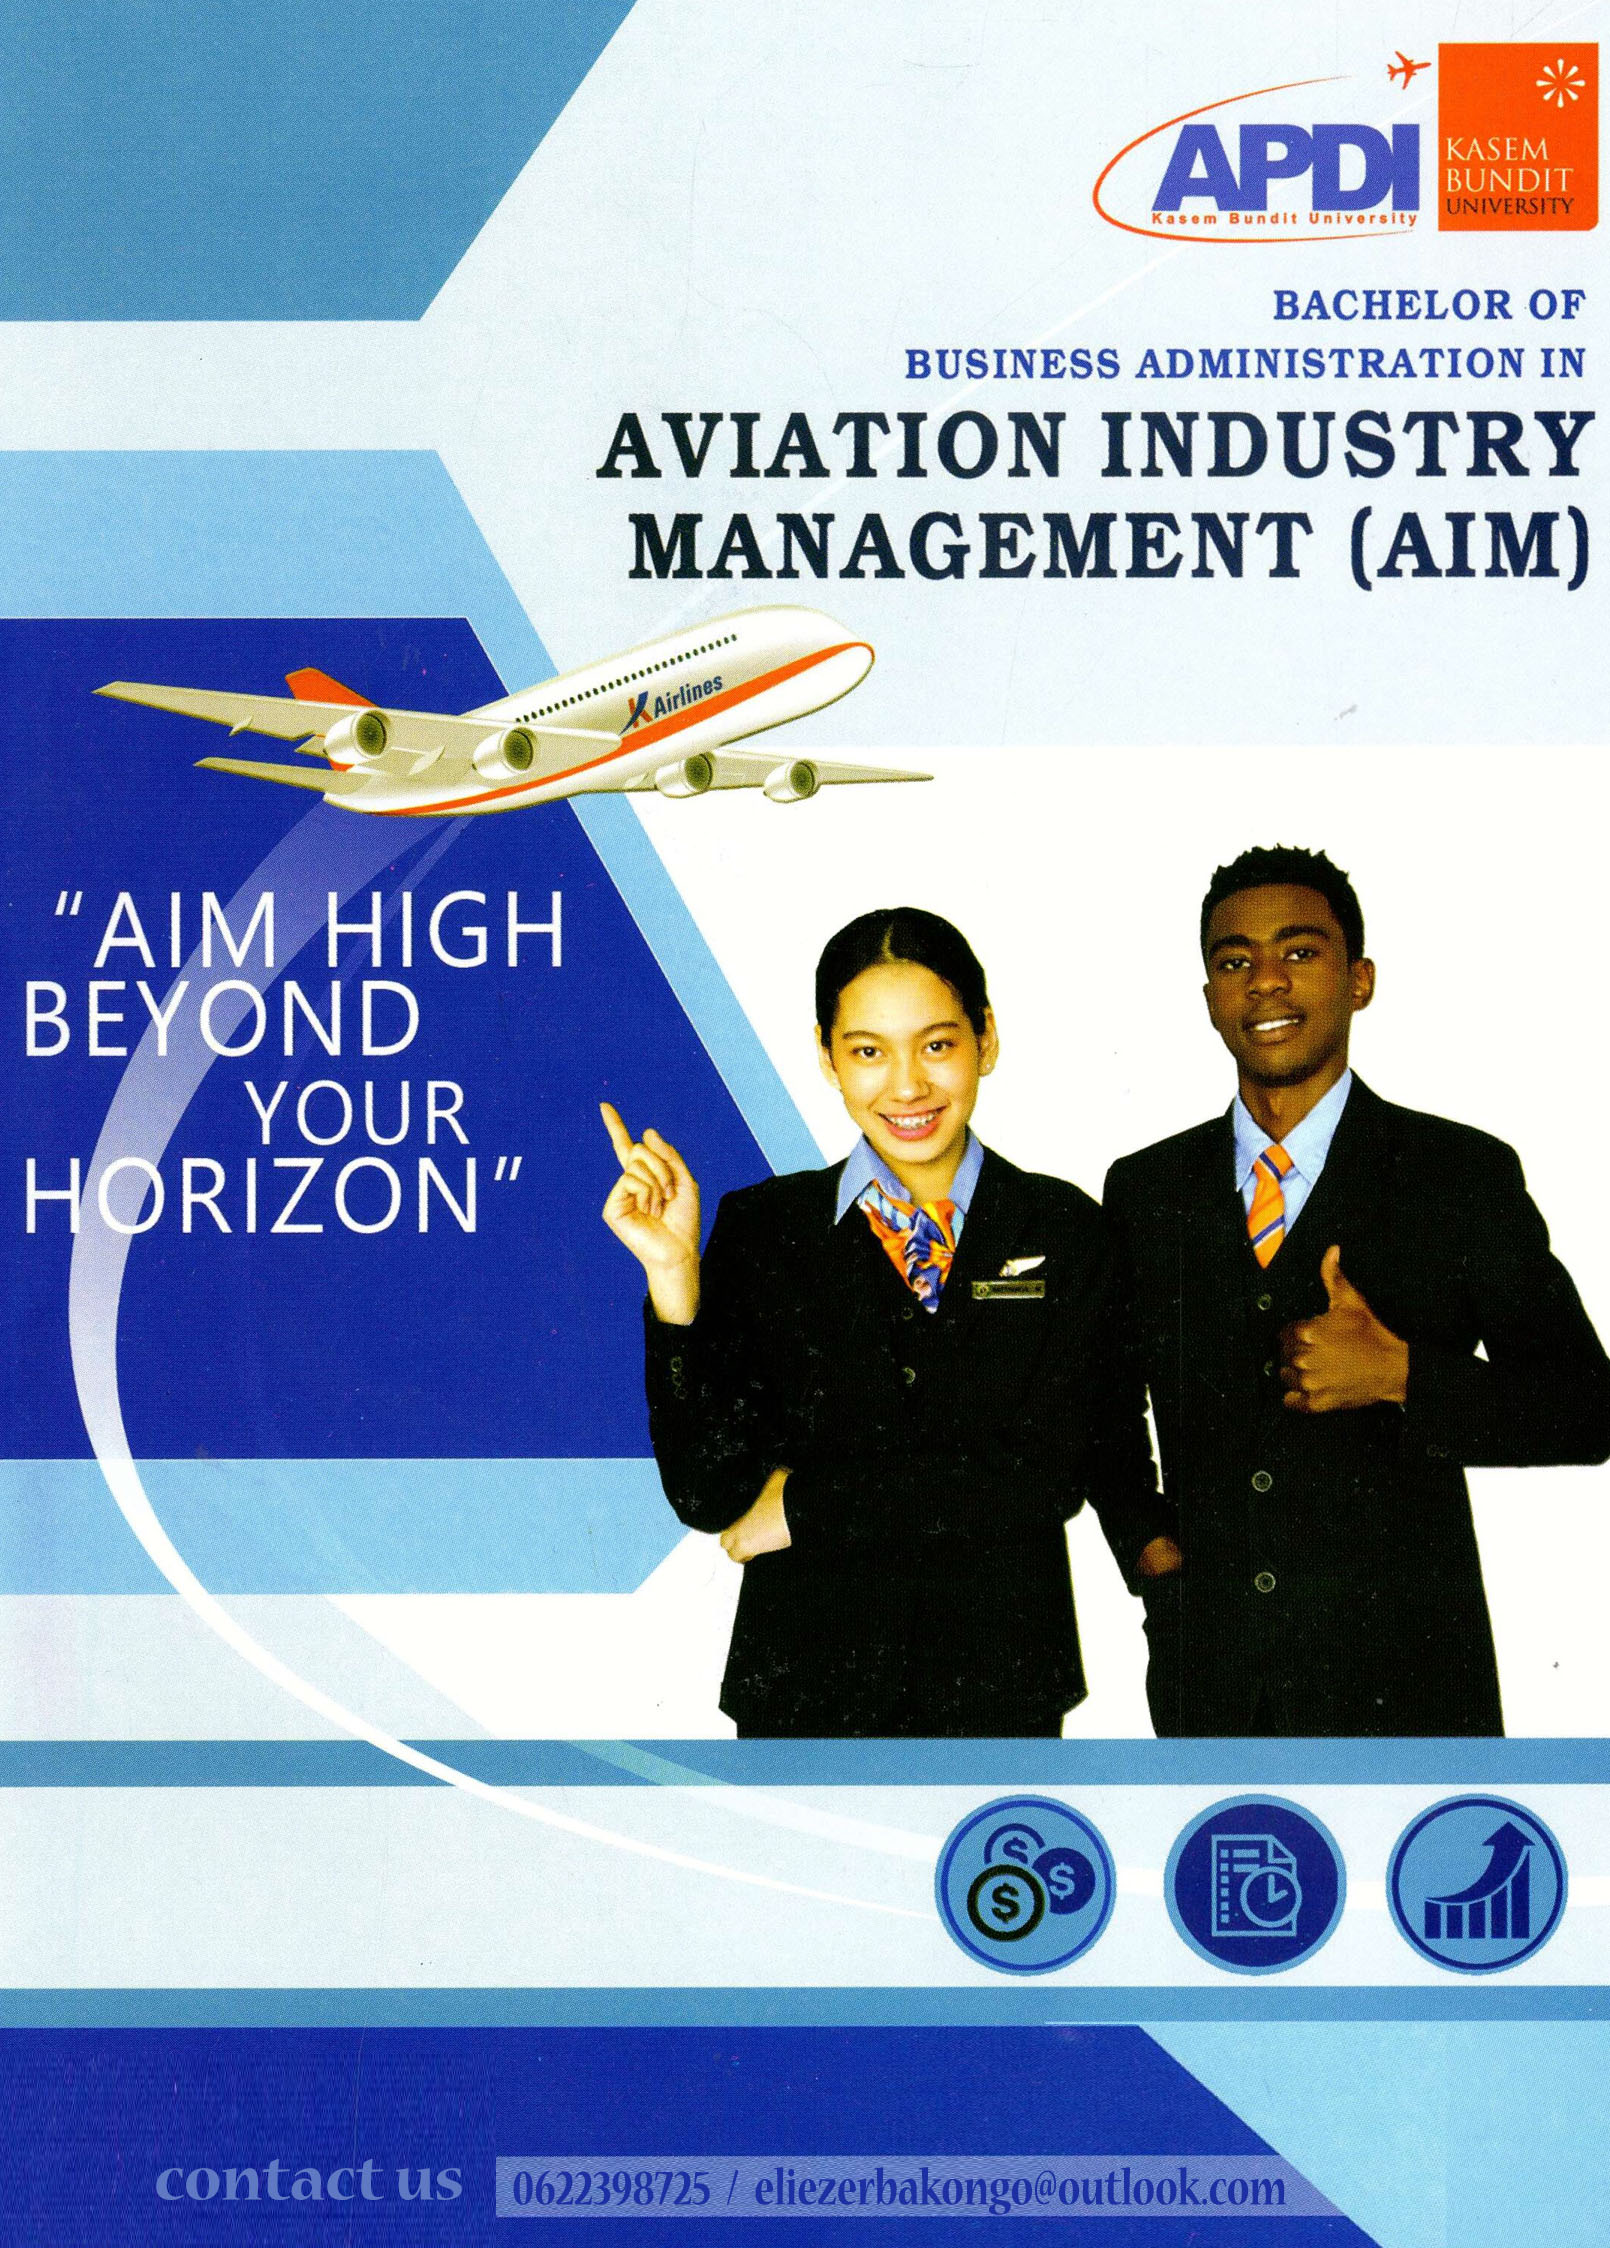 APDI
Kasem Bundit University
KASEM
BUNDIT
UNIVERSITY
BACHELOR OF
BUSINESS ADMINISTRATION IN
AVIATION INDUSTRY
MANAGEMENT (AIM)
K Airlines
“AIM HIGH
BEYOND
YOUR
HORIZON”
contact us 0622398725 / eliezerbakongo@outlook.com